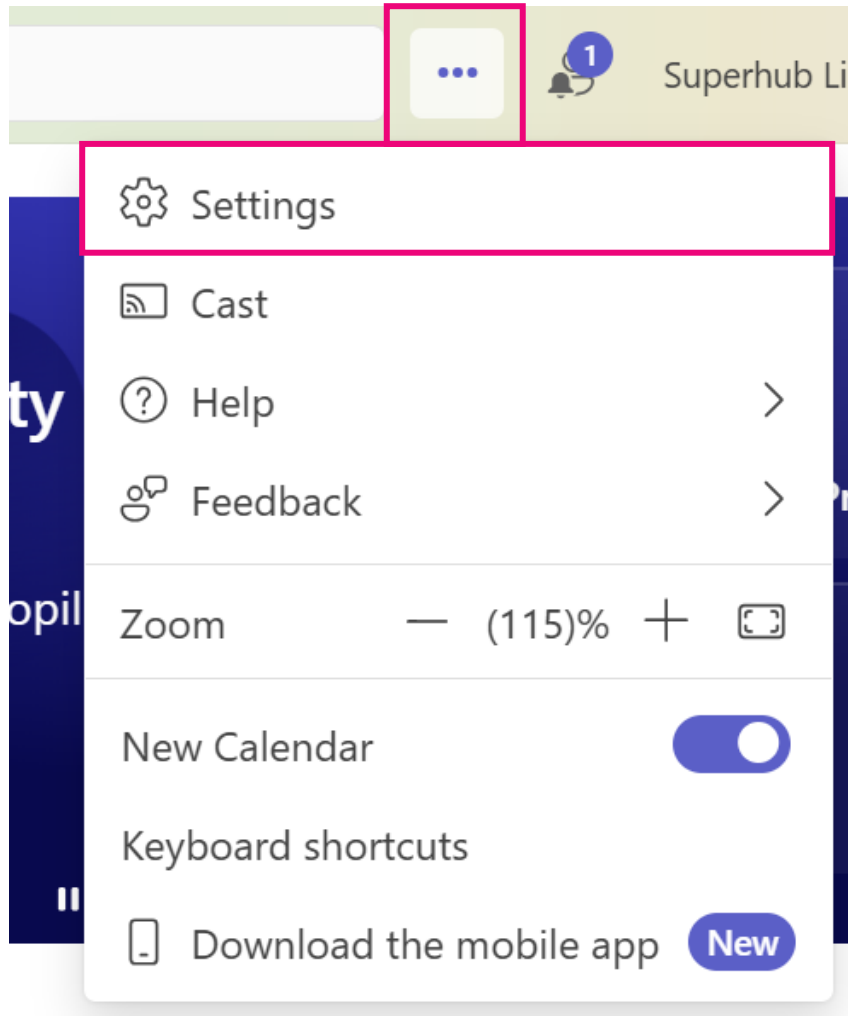 1
Superhub Li
Settings
Cast
ty
Help
Feedback
opil
Zoom
(115)%
New Calendar
Keyboard shortcuts
Download the mobile app
New